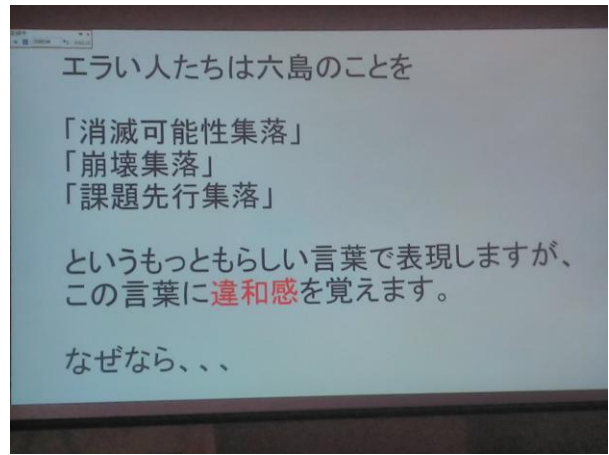 エラい人たちは六島のことを
「消滅可能性集落」
「崩壊集落」
「課題先行集落」
というもっともらしい言葉で表現しますが、
この言葉に違和感を覚えます。
なぜなら、、、